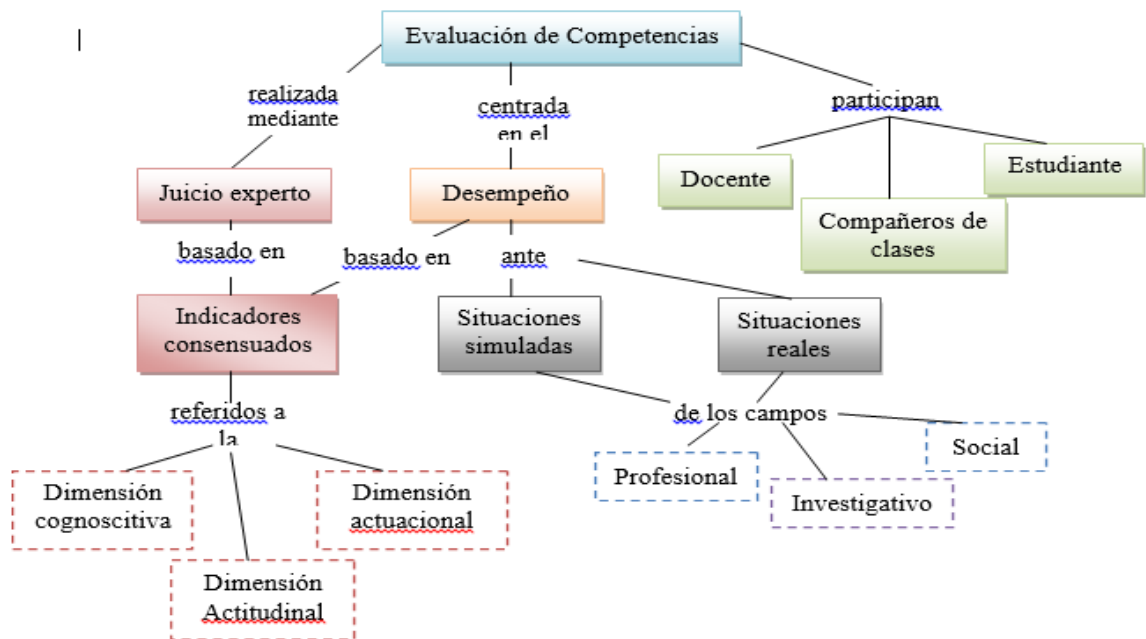 Evaluación de Competencias
realizada
mediante
centrada
en el
participan
Juicio experto
Desempeño
Docente
Estudiante
Compañeros de
clases
basado en
basado en
ante
Indicadores
consensuados
Situaciones
simuladas
Situaciones
reales
referidos a
la
de los campos
Profesional
Social
Investigativo
Dimensión
cognoscitiva
Dimensión
actuacional
Dimensión
Actitudinal